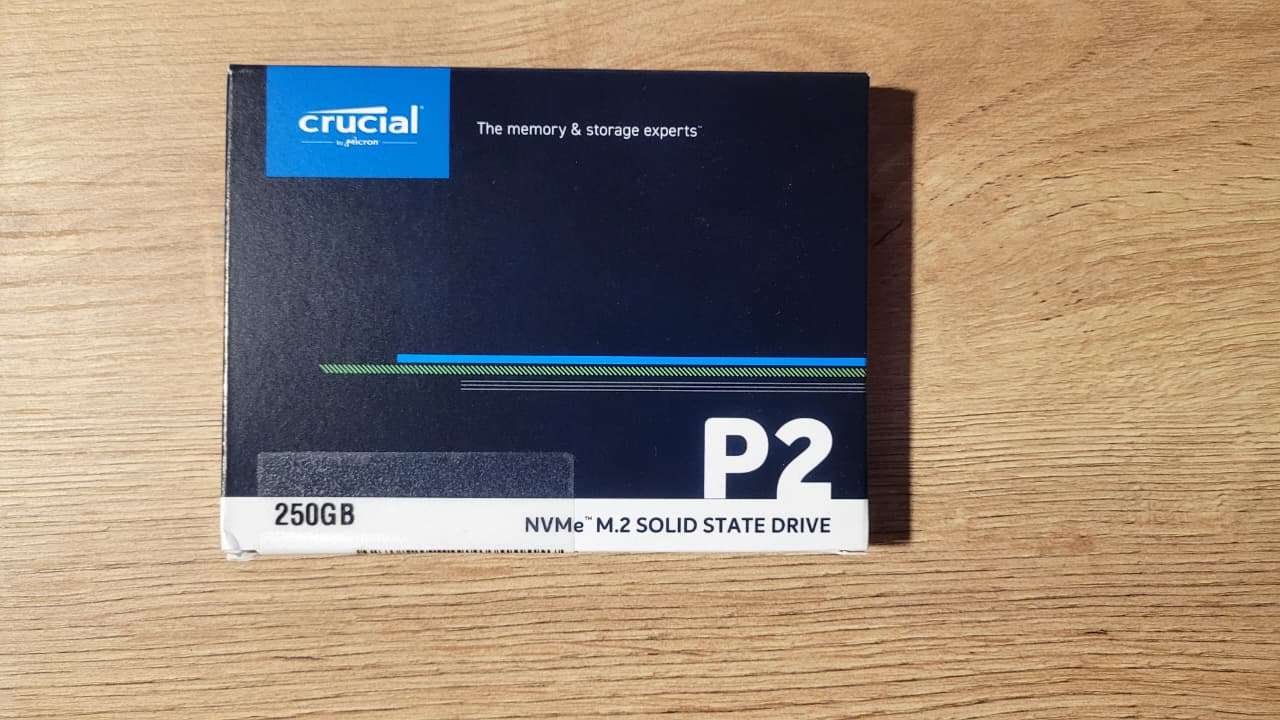 crucial
by Micron
The memory & storage experts™
P2
250GB
NVMe™ M.2 SOLID STATE DRIVE